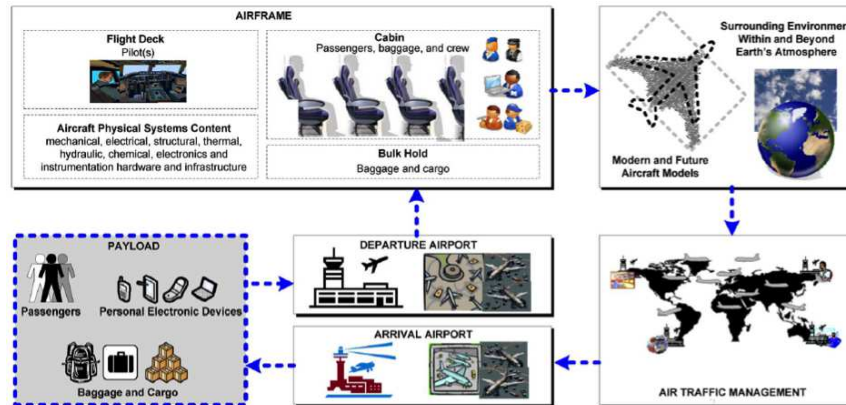 AIRFRAME
Flight Deck
Pilot(s)
Cabin
Passengers, baggage, and crew
Aircraft Physical Systems Content
mechanical, electrical, structural, thermal,
hydraulic, chemical, electronics and
instrumentation hardware and infrastructure
Bulk Hold
Baggage and cargo
Surrounding Environment
Within and Beyond
Earth's Atmosphere
Modern and Future
Aircraft Models
PAYLOAD
Passengers
Personal Electronic Devices
Baggage and Cargo
DEPARTURE AIRPORT
ARRIVAL AIRPORT
AIR TRAFFIC MANAGEMENT